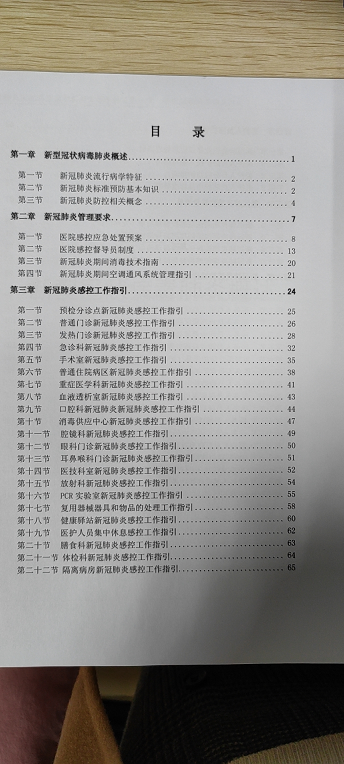 目 录
第一章 新型冠状病毒肺炎概述................1
第一节 新冠肺炎流行病学特征................2
第二节 新冠肺炎标准预防基本知识................2
第三节 新冠肺炎防控相关概念................4
第二章 新冠肺炎管理要求................7
第一节 医院感控应急处置预案................8
第二节 医院感控督导员制度................13
第三节 新冠肺炎期间消毒技术指南................20
第四节 新冠肺炎期间空调通风系统管理指引................21
第三章 新冠肺炎感控工作指引................24
第一节 预检分诊点新冠肺炎感控工作指引................25
第二节 普通门诊新冠肺炎感控工作指引................26
第三节 发热门诊新冠肺炎感控工作指引................28
第四节 急诊科新冠肺炎感控工作指引................32
第五节 手术室新冠肺炎感控工作指引................35
第六节 普通住院病区新冠肺炎感控工作指引................38
第七节 重症医学科新冠肺炎感控工作指引................41
第八节 血液透析室新冠肺炎感控工作指引................43
第九节 口腔科新冠肺炎新冠肺炎感控工作指引................44
第十节 消毒供应中心新冠肺炎感控工作指引................47
第十一节 腔镜科新冠肺炎感控工作指引................49
第十二节 眼科门诊新冠肺炎感控工作指引................50
第十三节 耳鼻喉科门诊新冠肺炎感控工作指引................51
第十四节 医技科室新冠肺炎感控工作指引................52
第十五节 放射科新冠肺炎感控工作指引................54
第十六节 PCR 实验室新冠肺炎感控工作指引................55
第十七节 复用器械器具和物品的处理................58
第十八节 健康驿站新冠肺炎感控工作指引................60
第十九节 医护人员集中休息感控工作指引................62
第二十节 膳食科新冠肺炎感控工作指引................63
第二十一节 体检科新冠肺炎感控工作指引................64
第二十二节 隔离病房新冠肺炎感控工作指引................65